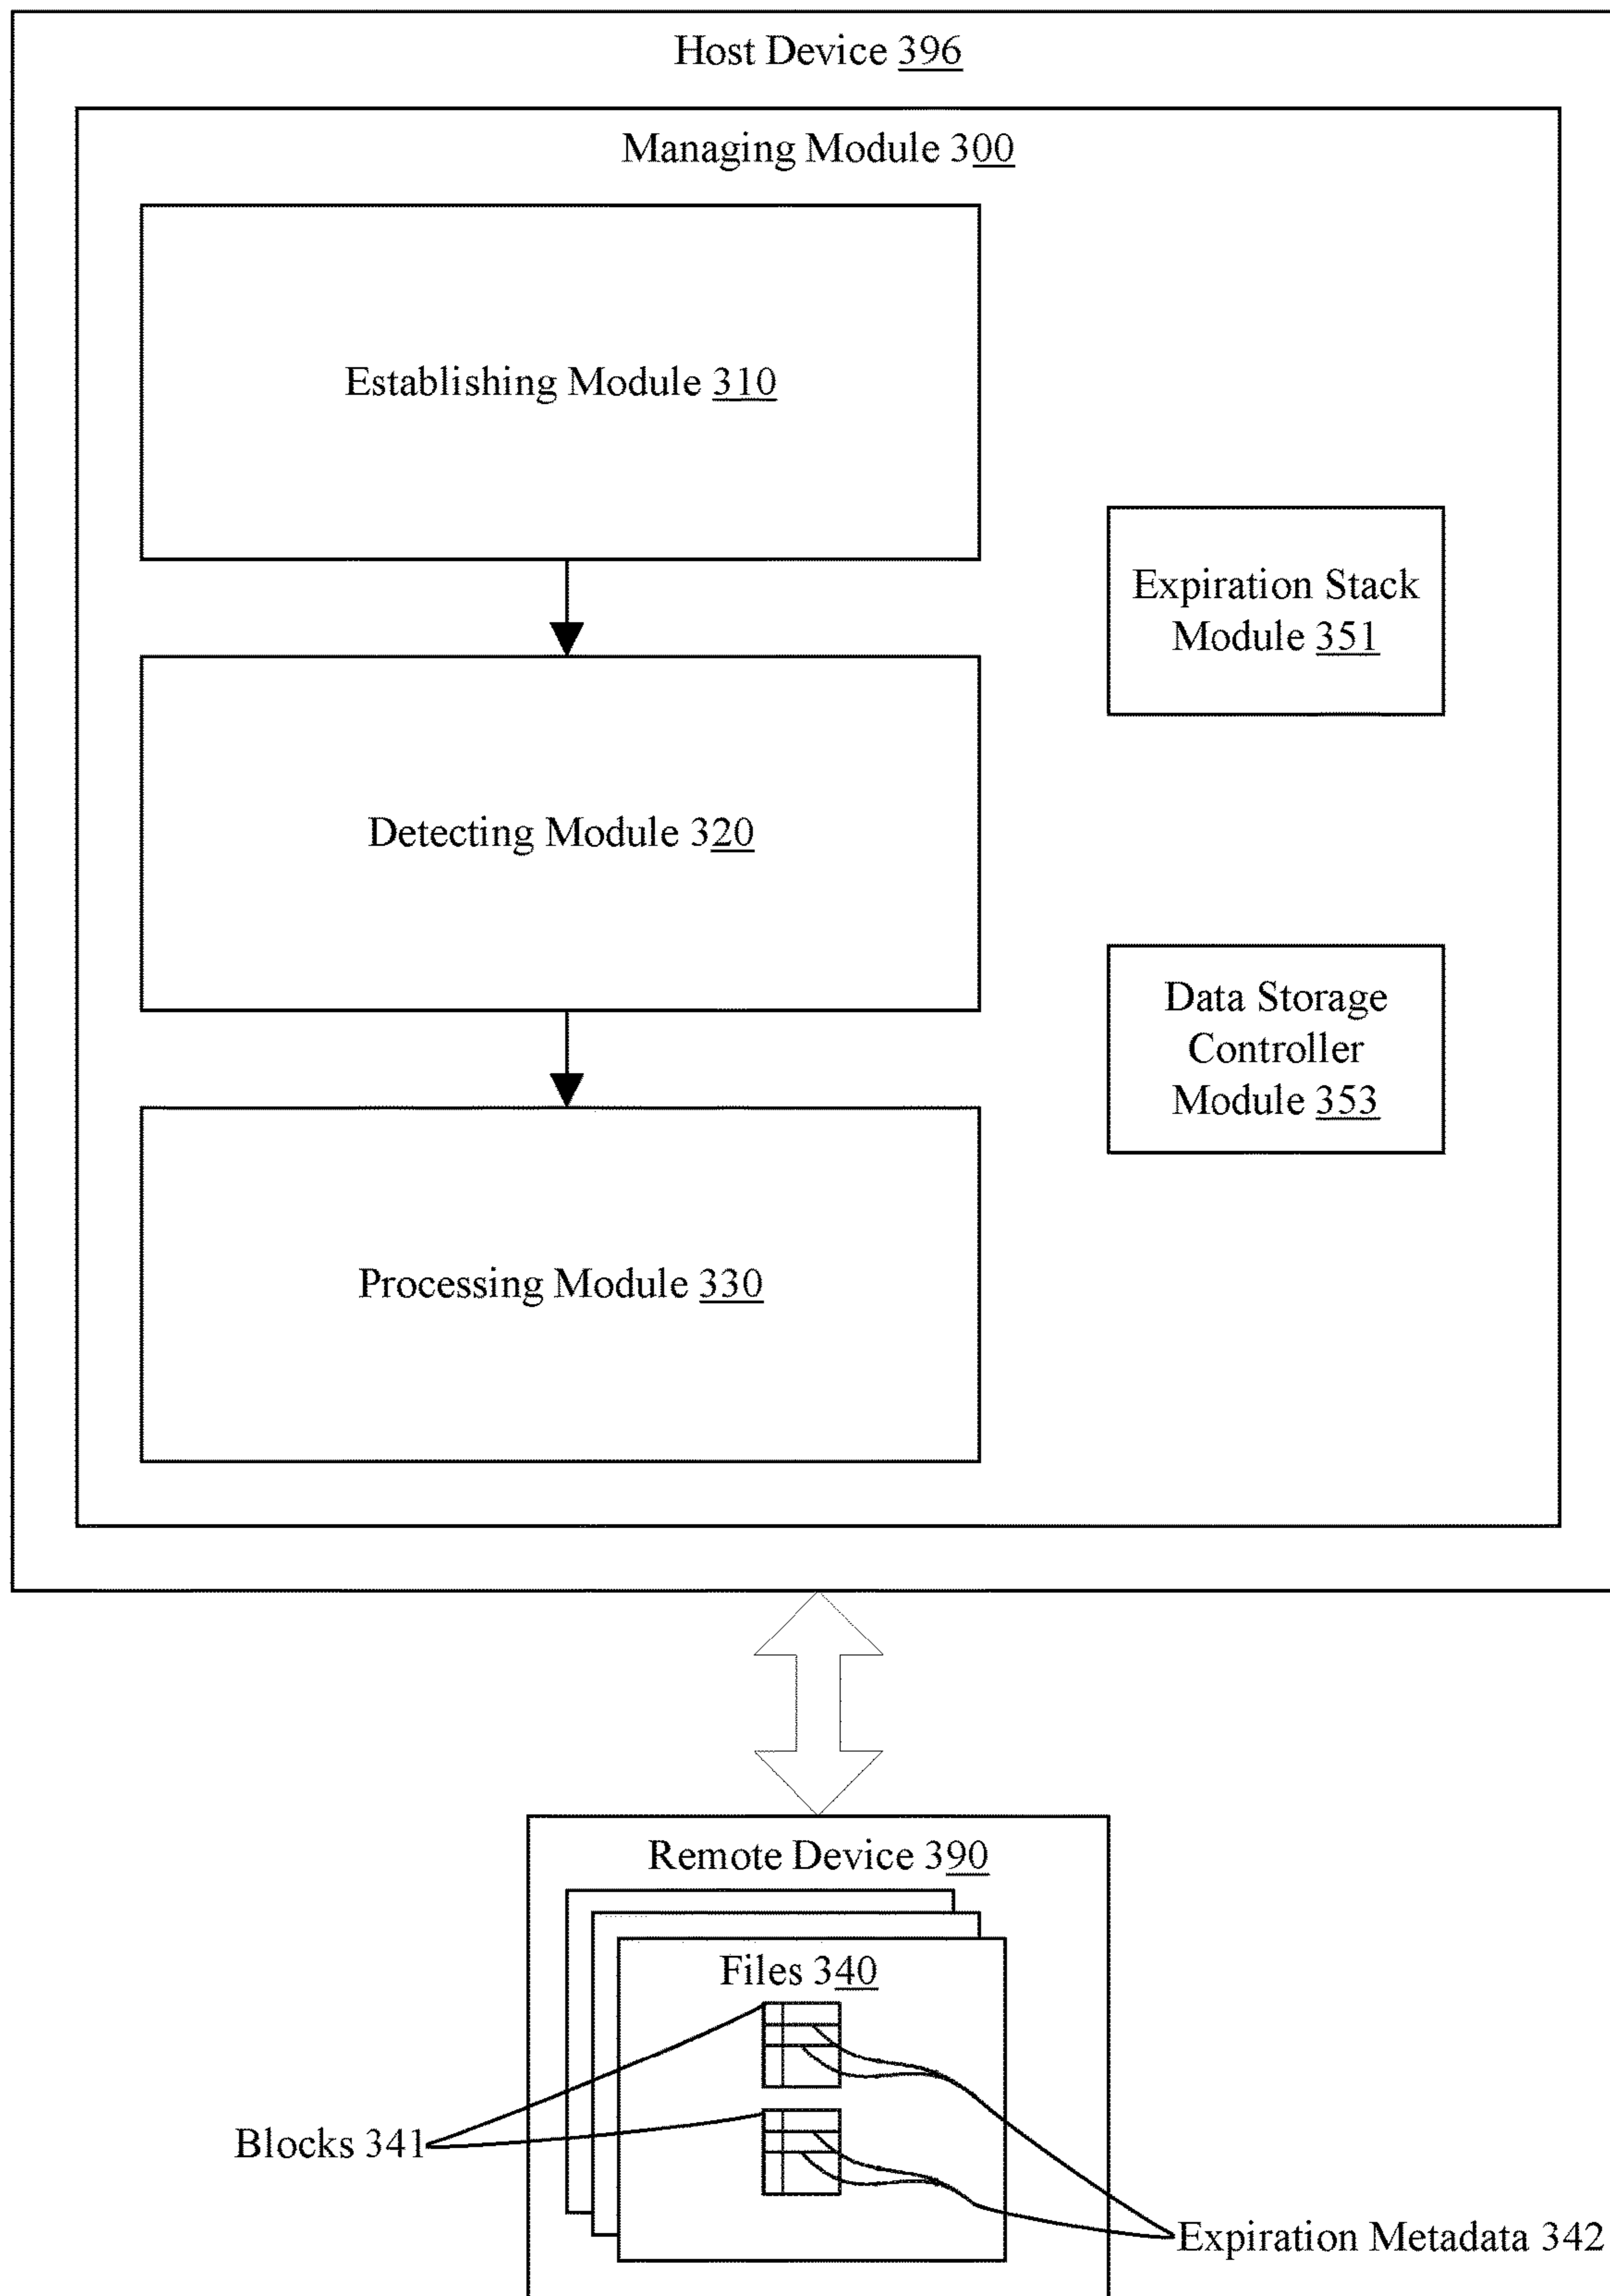 Host Device 396
Managing Module 300
Establishing Module 310
Expiration Stack
Module 351
Detecting Module 320
Data Storage
Controller
Module 353
Processing Module 330
Remote Device 390
Files 340
Blocks 341
Expiration Metadata 342